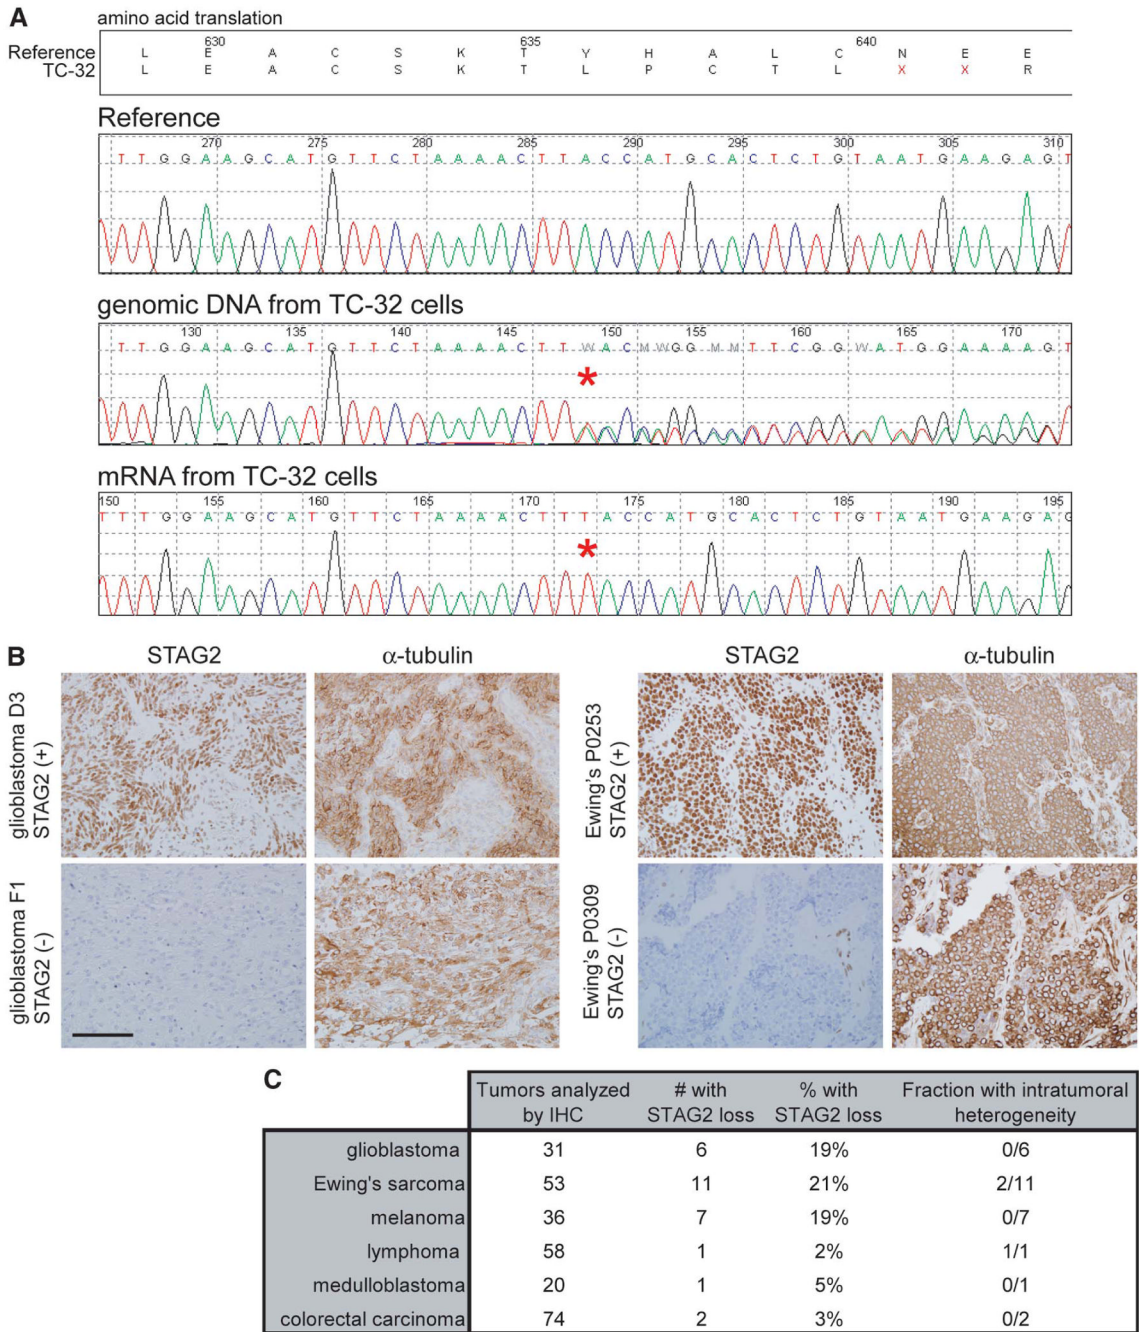 A
amino acid translation
630 635 640
Reference L E A C S K T Y H A L C N E E
TC-32 L E A C S K T L P C T L X X R
Reference
270 275 280 285 290 295 300 305 310
T T G G A A G C A T G T T C T A A A A C T T A C C A T G C A C T C T G T A A T G A A G A G T
genomic DNA from TC-32 cells
130 135 140 145 150 155 160 165 170
T T G G A A G C A T G T T C T A A A A C T T W A C M W G G M M T T C G G W A T G G A A A A G T
*
mRNA from TC-32 cells
150 155 160 165 170 175 180 185 190 195
T T T G G A A G C A T G T T C T A A A A C T T T A C C A T G C A C T C T G T A A T G A A G A G
*
B
STAG2 α-tubulin STAG2 α-tubulin
glioblastoma D3
STAG2 (+)
Ewing's P0253
STAG2 (+)
glioblastoma F1
STAG2 (-)
Ewing's P0309
STAG2 (-)
C
Tumors analyzed by IHC # with STAG2 loss % with STAG2 loss Fraction with intratumoral heterogeneity
glioblastoma 31 6 19% 0/6
Ewing's sarcoma 53 11 21% 2/11
melanoma 36 7 19% 0/7
lymphoma 58 1 2% 1/1
medulloblastoma 20 1 5% 0/1
colorectal carcinoma 74 2 3% 0/2